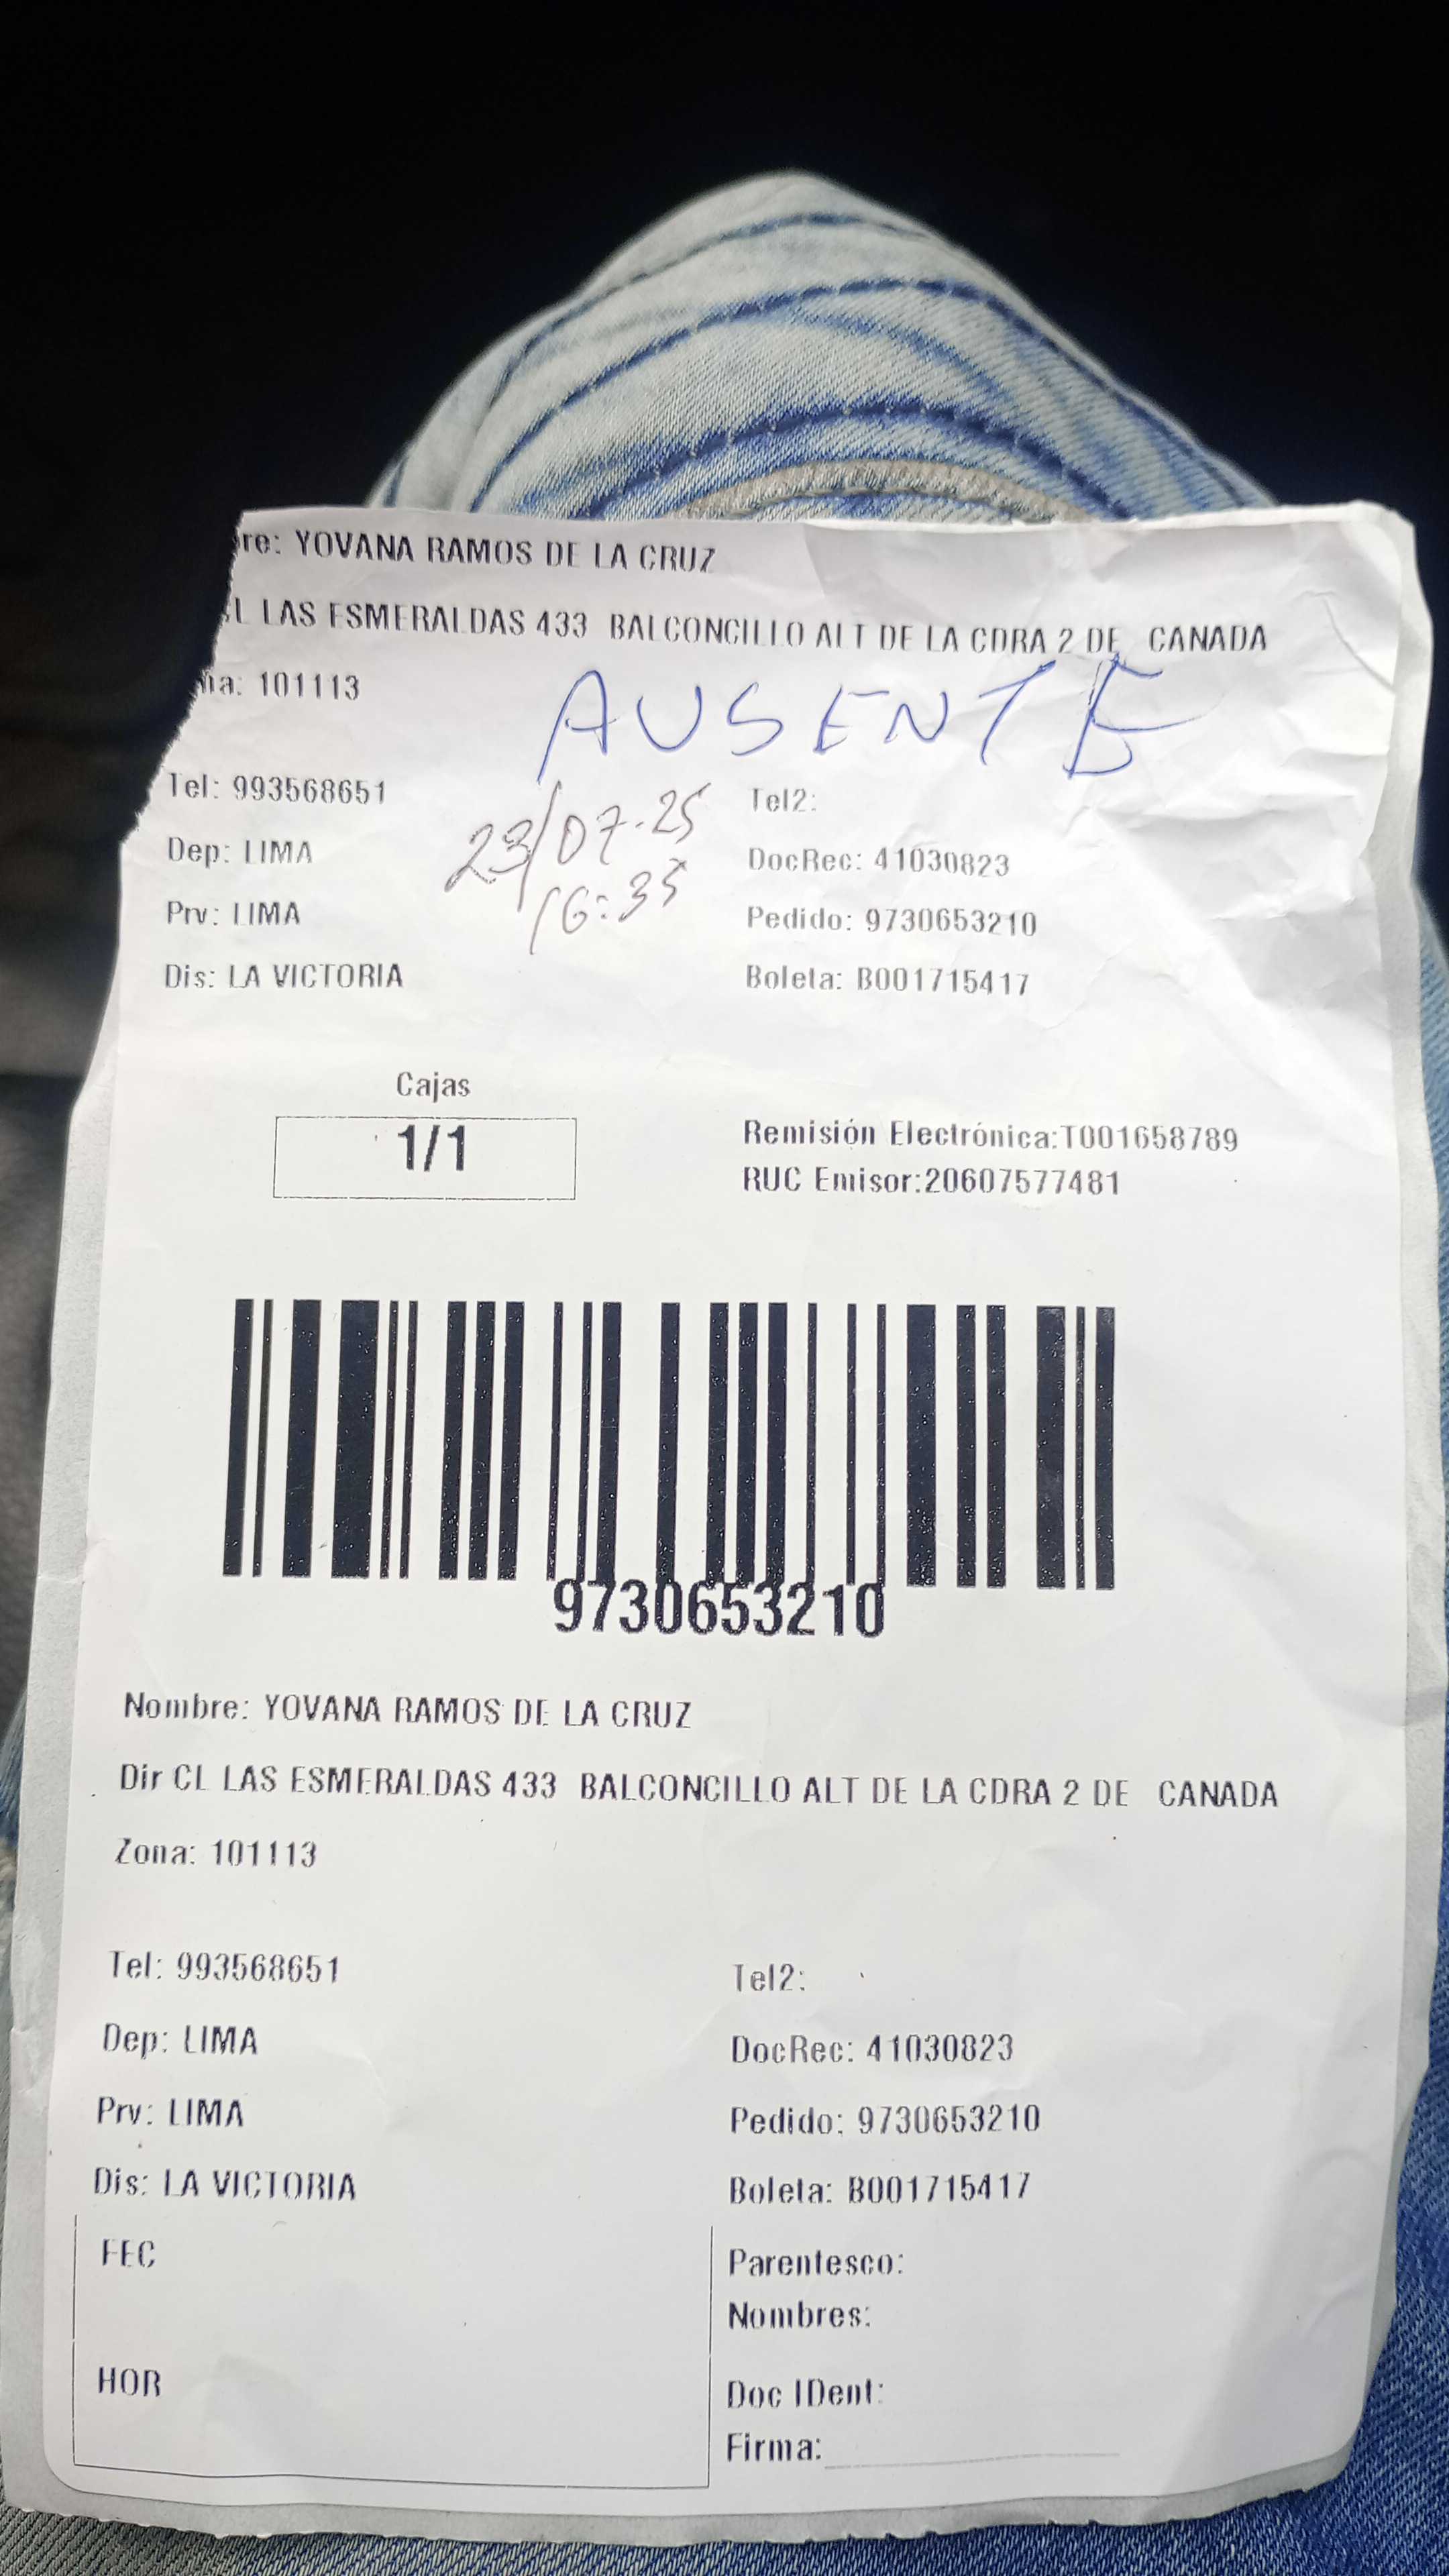 re: YOVANA RAMOS DE LA CRUZ
CL LAS ESMERALDAS 433 BALCONCILLO ALT DE LA CDRA 2 DE CANADA
na: 101113
AUSENTE
Tel: 993568651
Tel2:
23/07-25
16:35
Dep: LIMA
DocRec: 41030823
Prv: LIMA
Pedido: 9730653210
Dis: LA VICTORIA
Boleta: B001715417
Cajas
1/1
Remisión Electrónica:T001658789
RUC Emisor:20607577481
9730653210
Nombre: YOVANA RAMOS DE LA CRUZ
Dir CL LAS ESMERALDAS 433 BALCONCILLO ALT DE LA CDRA 2 DE CANADA
Zona: 101113
Tel: 993568651
Tel2:
Dep: LIMA
DocRec: 41030823
Prv: LIMA
Pedido: 9730653210
Dis: LA VICTORIA
Boleta: B001715417
FEC
Parentesco:
Nombres:
HOR
Doc IDent:
Firma: